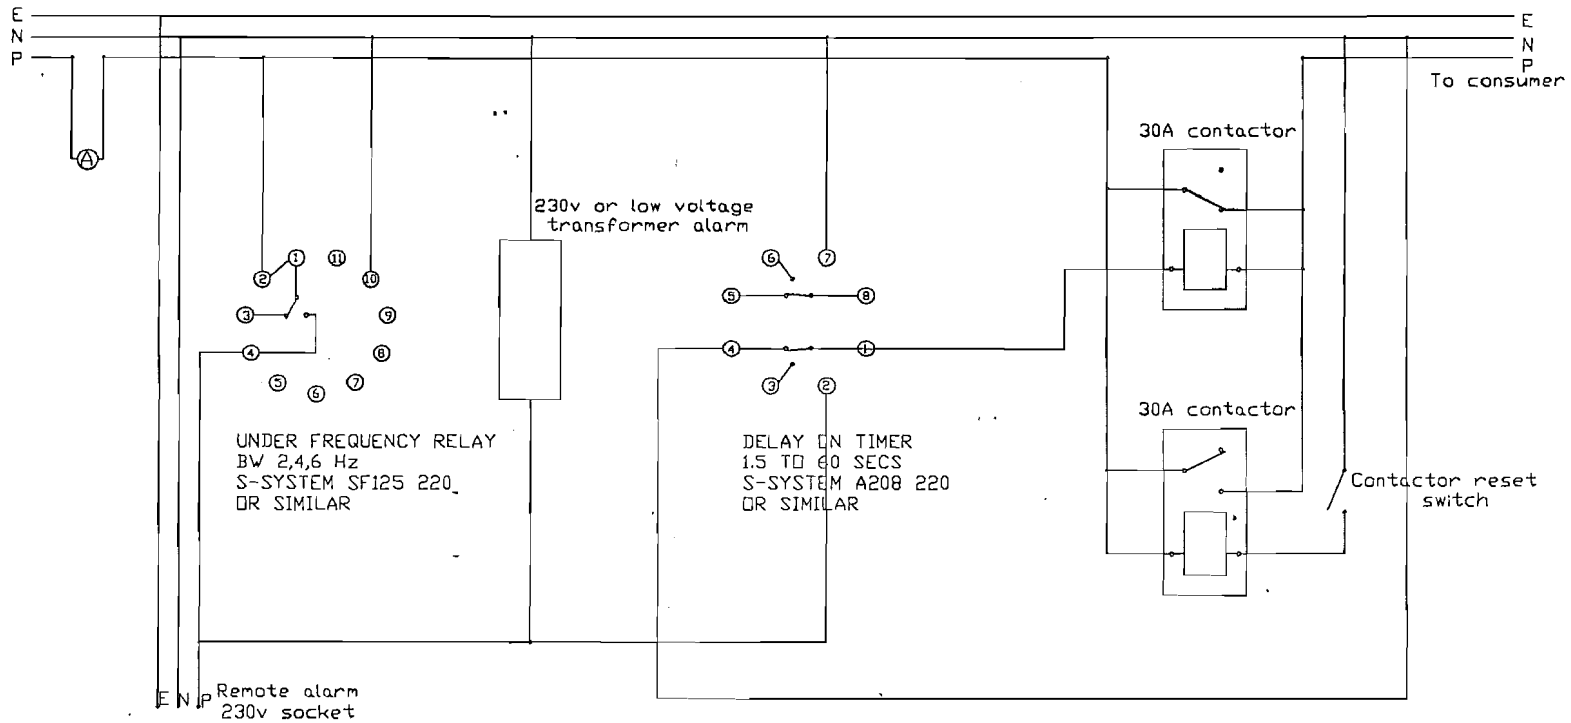 E
N
P
E
N
P
To consumer
A
30A contactor
230v or low voltage
transformer alarm
1
11
2
10
3
9
4
8
5
7
6
6
7
5
8
4
1
3
2
30A contactor
UNDER FREQUENCY RELAY
BW 2,4,6 Hz
S-SYSTEM SF125 220
OR SIMILAR
DELAY ON TIMER
1.5 TO 60 SECS
S-SYSTEM A208 220
OR SIMILAR
Contactor reset
switch
E N P
Remote alarm
230v socket